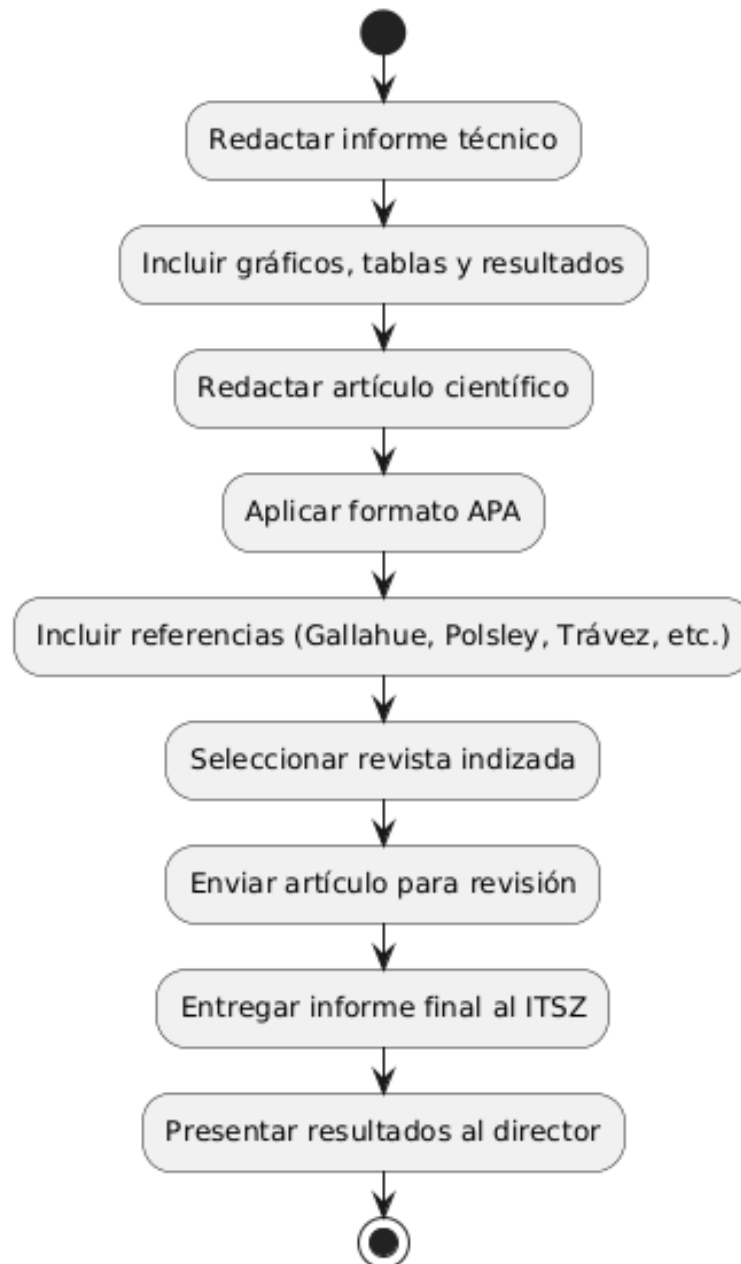 Redactar informe técnico
Incluir gráficos, tablas y resultados
Redactar artículo científico
Aplicar formato APA
Incluir referencias (Gallahue, Polsley, Trávez, etc.)
Seleccionar revista indizada
Enviar artículo para revisión
Entregar informe final al ITSZ
Presentar resultados al director